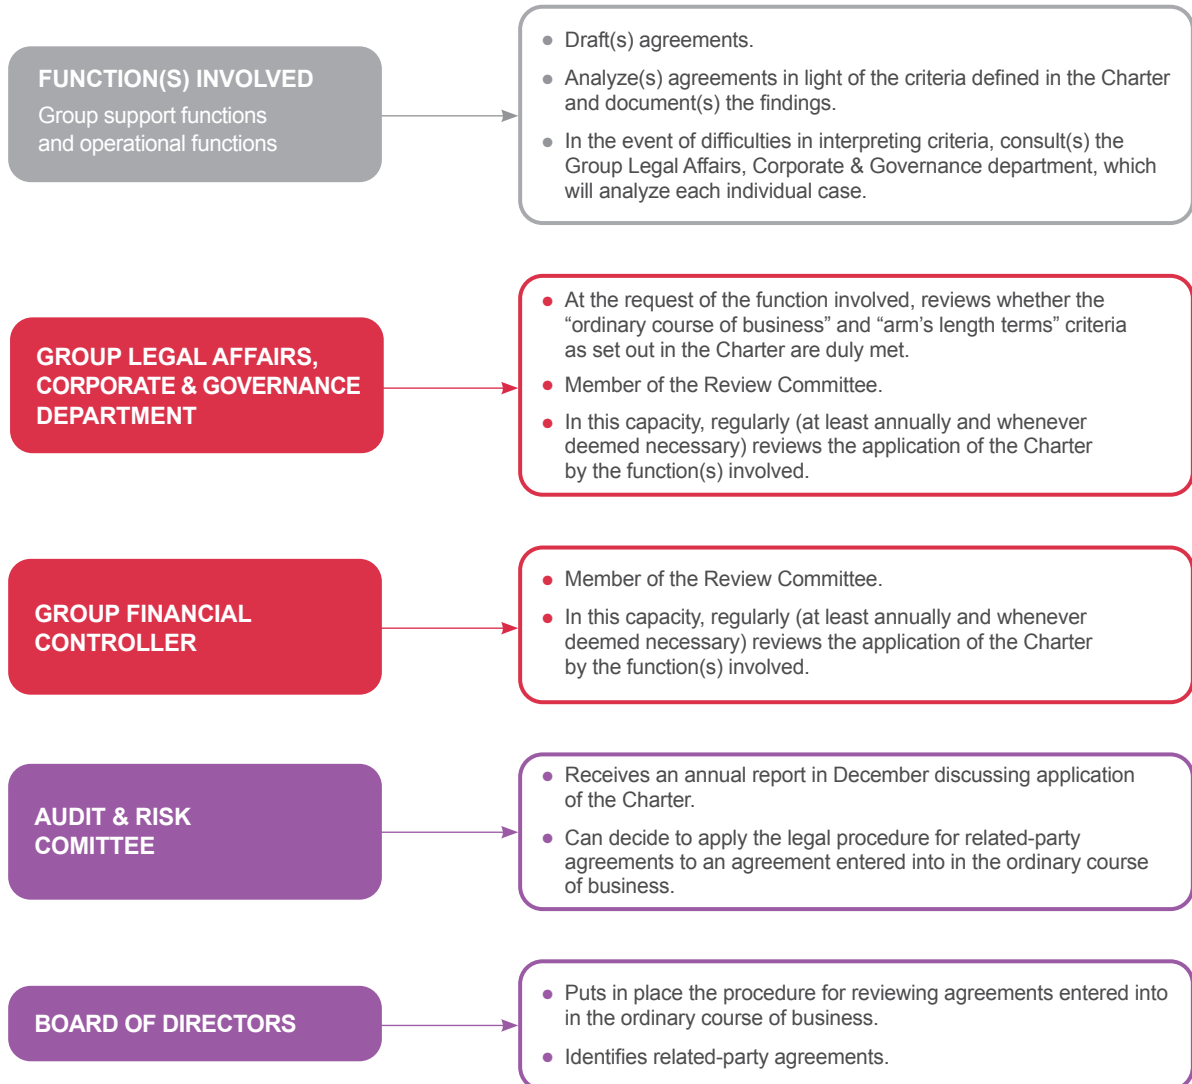 FUNCTION(S) INVOLVED
Group support functions
and operational functions
• Draft(s) agreements.
• Analyze(s) agreements in light of the criteria defined in the Charter
and document(s) the findings.
• In the event of difficulties in interpreting criteria, consult(s) the
Group Legal Affairs, Corporate & Governance department, which
will analyze each individual case.
GROUP LEGAL AFFAIRS,
CORPORATE & GOVERNANCE
DEPARTMENT
• At the request of the function involved, reviews whether the
“ordinary course of business” and “arm’s length terms” criteria
as set out in the Charter are duly met.
• Member of the Review Committee.
• In this capacity, regularly (at least annually and whenever
deemed necessary) reviews the application of the Charter
by the function(s) involved.
GROUP FINANCIAL
CONTROLLER
• Member of the Review Committee.
• In this capacity, regularly (at least annually and whenever
deemed necessary) reviews the application of the Charter
by the function(s) involved.
AUDIT & RISK
COMITTEE
• Receives an annual report in December discussing application
of the Charter.
• Can decide to apply the legal procedure for related-party
agreements to an agreement entered into in the ordinary course
of business.
BOARD OF DIRECTORS
• Puts in place the procedure for reviewing agreements entered into
in the ordinary course of business.
• Identifies related-party agreements.